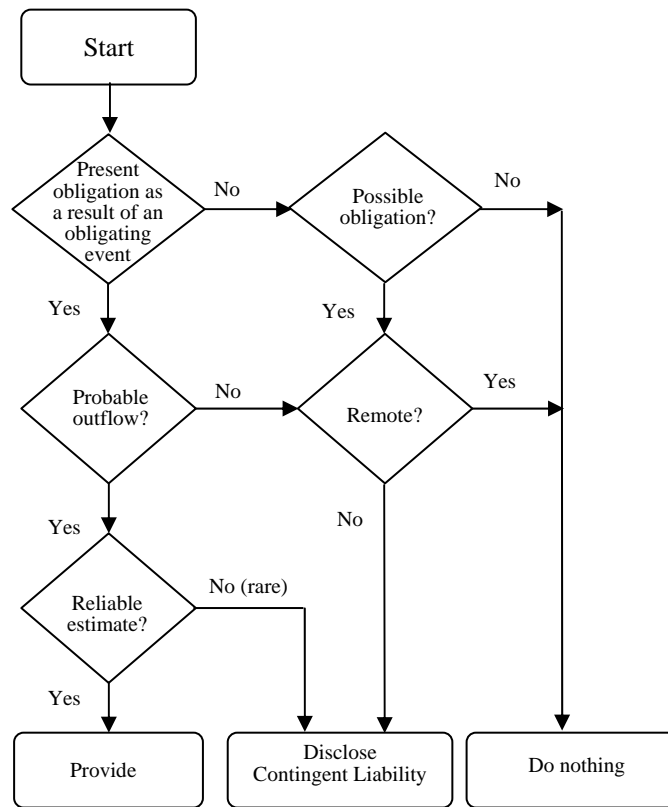 Start
Present
obligation as
a result of an
obligating
event
No
Possible
obligation?
No
Yes
Yes
Probable
outflow?
No
Remote?
Yes
Yes
No
Reliable
estimate?
No (rare)
Yes
Provide
Disclose
Contingent Liability
Do nothing